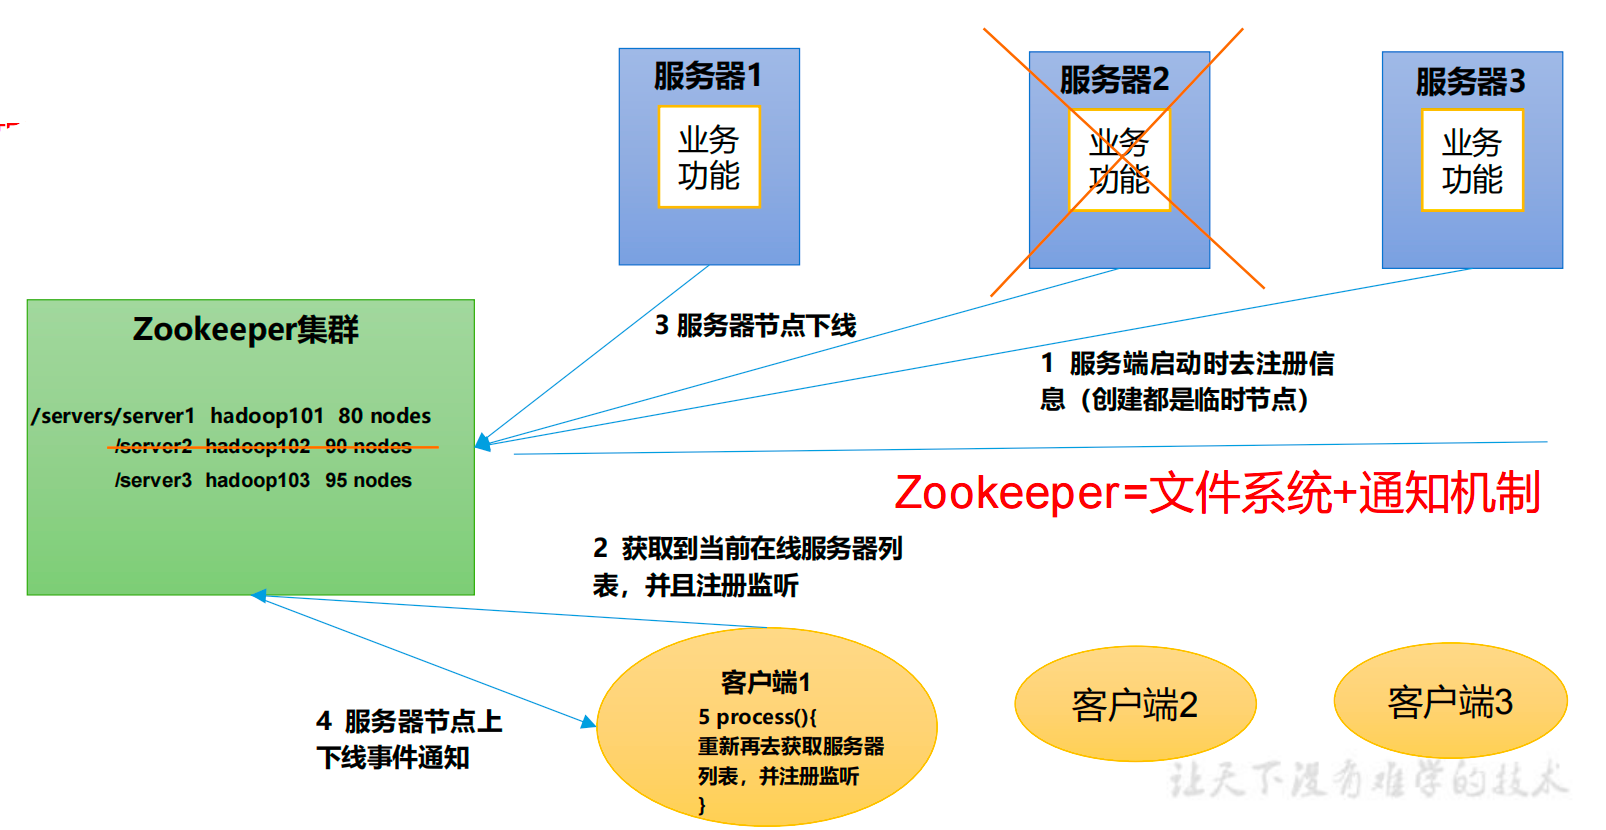 服务器1
业务
功能
服务器2
业务
功能
服务器3
业务
功能
3 服务器节点下线
1 服务端启动时去注册信
息（创建都是临时节点）
Zookeeper集群
/servers/server1 hadoop101 80 nodes
/server2 hadoop102 90 nodes
/server3 hadoop103 95 nodes
Zookeeper=文件系统+通知机制
2 获取到当前在线服务器列
表，并且注册监听
4 服务器节点上
下线事件通知
客户端1
5 process(){
重新再去获取服务器
列表，并注册监听
}
客户端2
客户端3
让天下没有难学的技术